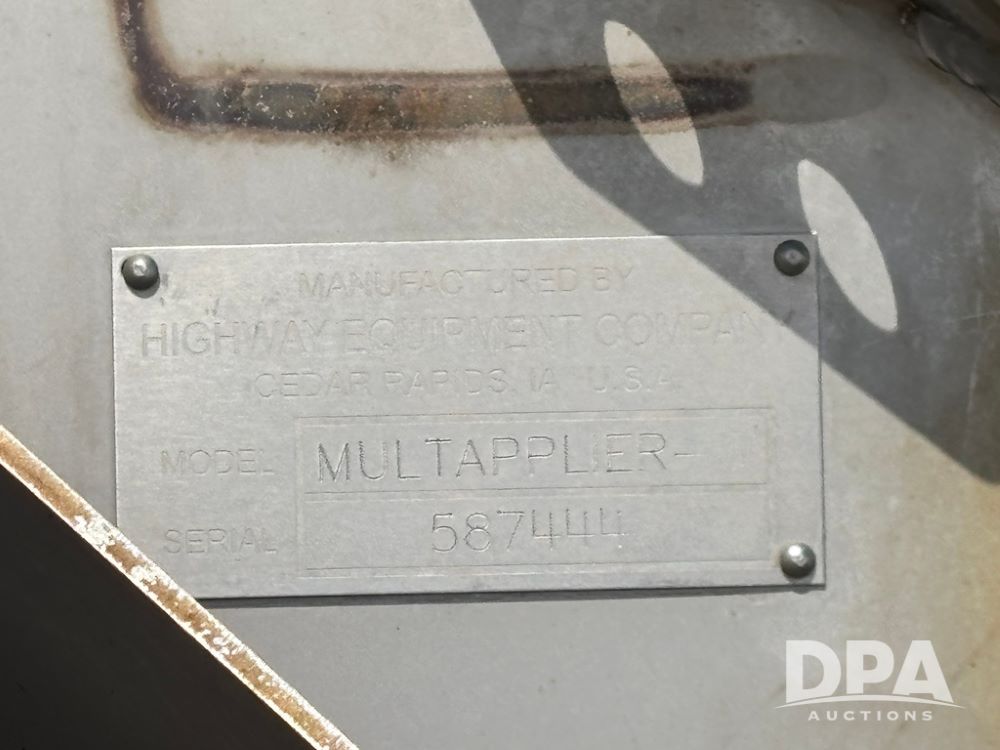 MANUFACTURED BY
HIGHWAY EQUIPMENT COMPANY
CEDAR RAPIDS, IA U.S.A.
MODEL MULTAPPLIER-
SERIAL 587444
DPA
AUCTIONS